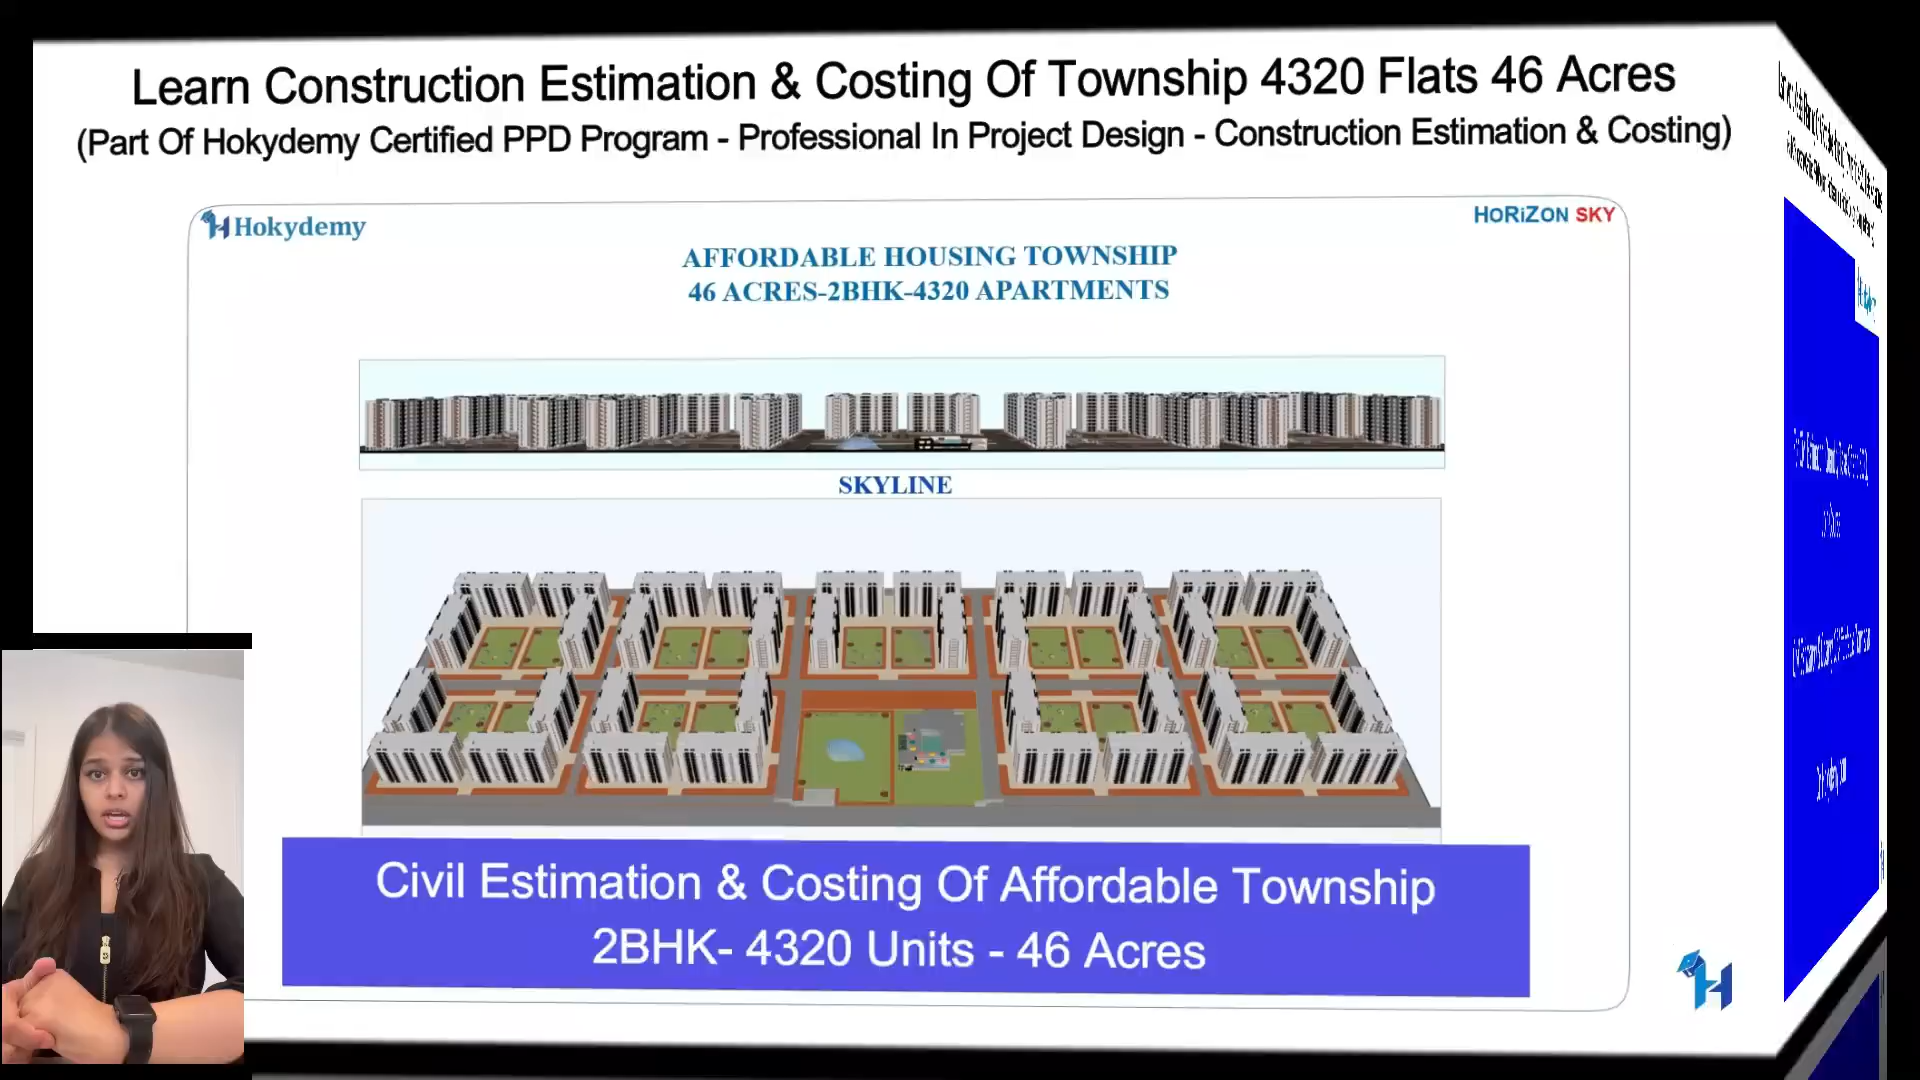 Learn Construction Estimation & Costing Of Township 4320 Flats 46 Acres
(Part Of Hokydemy Certified PPD Program - Professional In Project Design - Construction Estimation & Costing)
Hokydemy
HORiZON SKY
AFFORDABLE HOUSING TOWNSHIP
46 ACRES-2BHK-4320 APARTMENTS
SKYLINE
Civil Estimation & Costing Of Affordable Township
2BHK- 4320 Units - 46 Acres